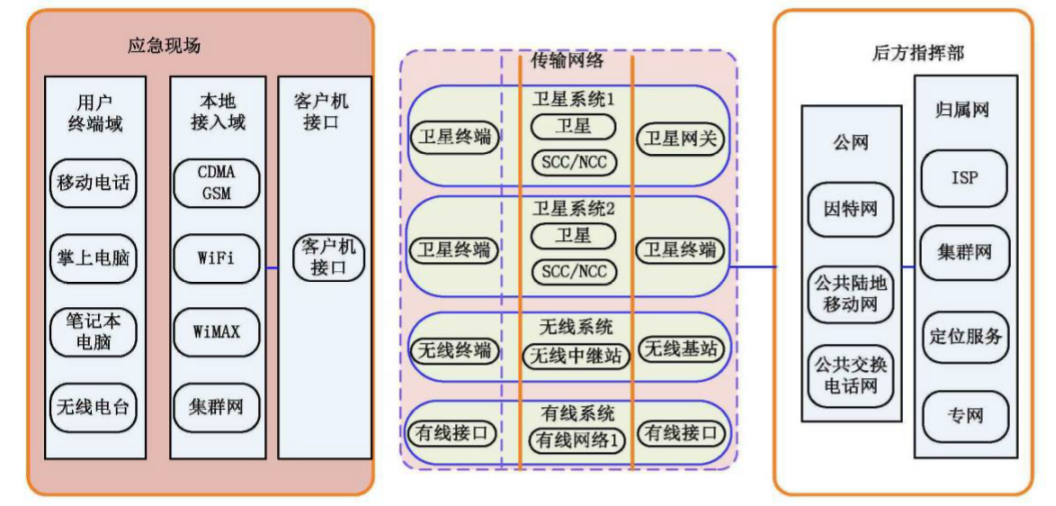 应急现场
用户
终端域
移动电话
掌上电脑
笔记本
电脑
无线电台
本地
接入域
CDMA
GSM
WiFi
WiMAX
集群网
客户机
接口
客户机
接口
传输网络
卫星系统1
卫星终端
卫星
SCC/NCC
卫星网关
卫星系统2
卫星终端
卫星
SCC/NCC
卫星终端
无线系统
无线终端
无线中继站
无线基站
有线系统
有线接口
有线网络1
有线接口
后方指挥部
公网
因特网
公共陆地
移动网
公共交换
电话网
归属网
ISP
集群网
定位服务
专网